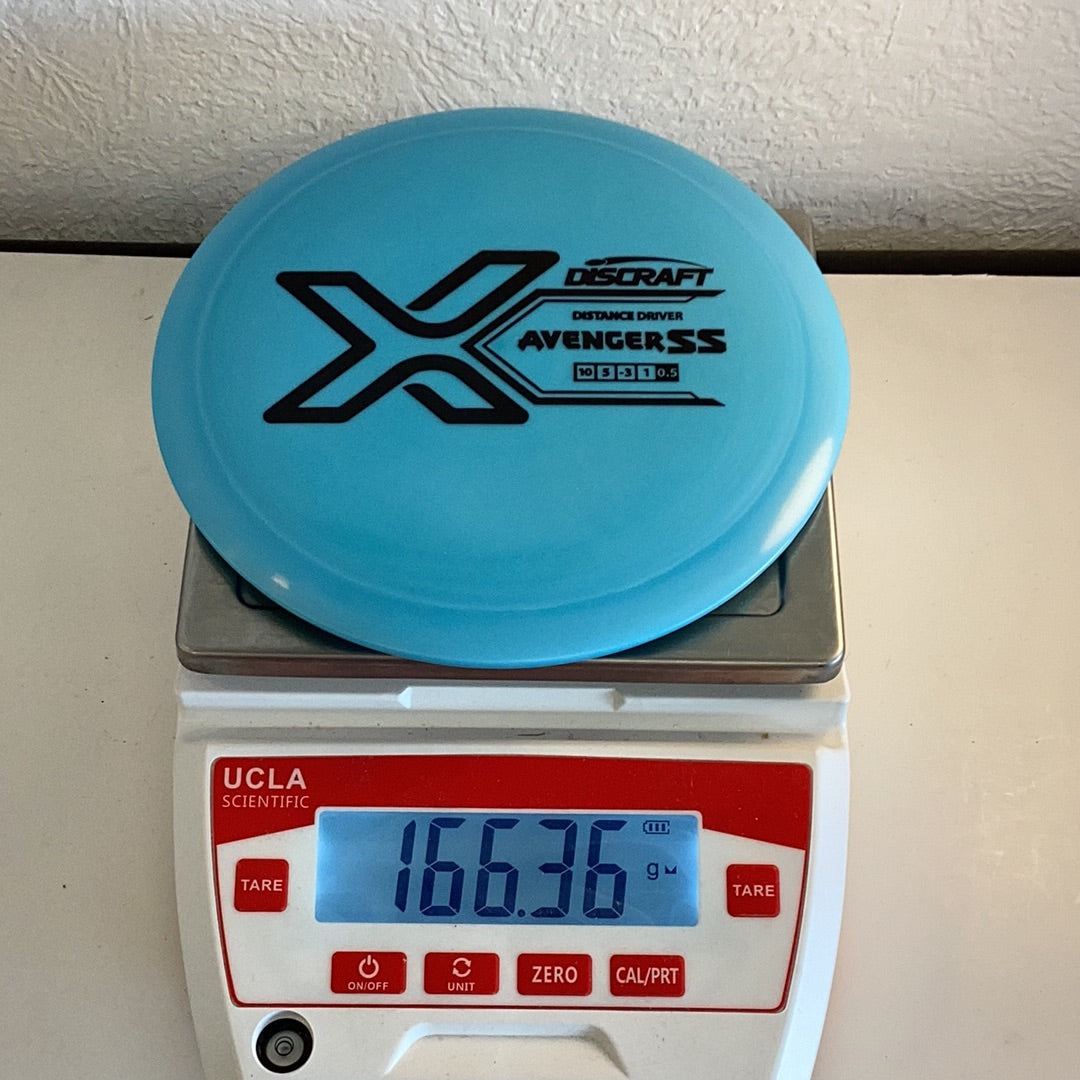 X
DISCRAFT
DISTANCE DRIVER
AVENGER SS
10 5 -3 1 0.5
UCLA
SCIENTIFIC
166.36 g
TARE
TARE
ON/OFF
UNIT
ZERO
CAL/PRT